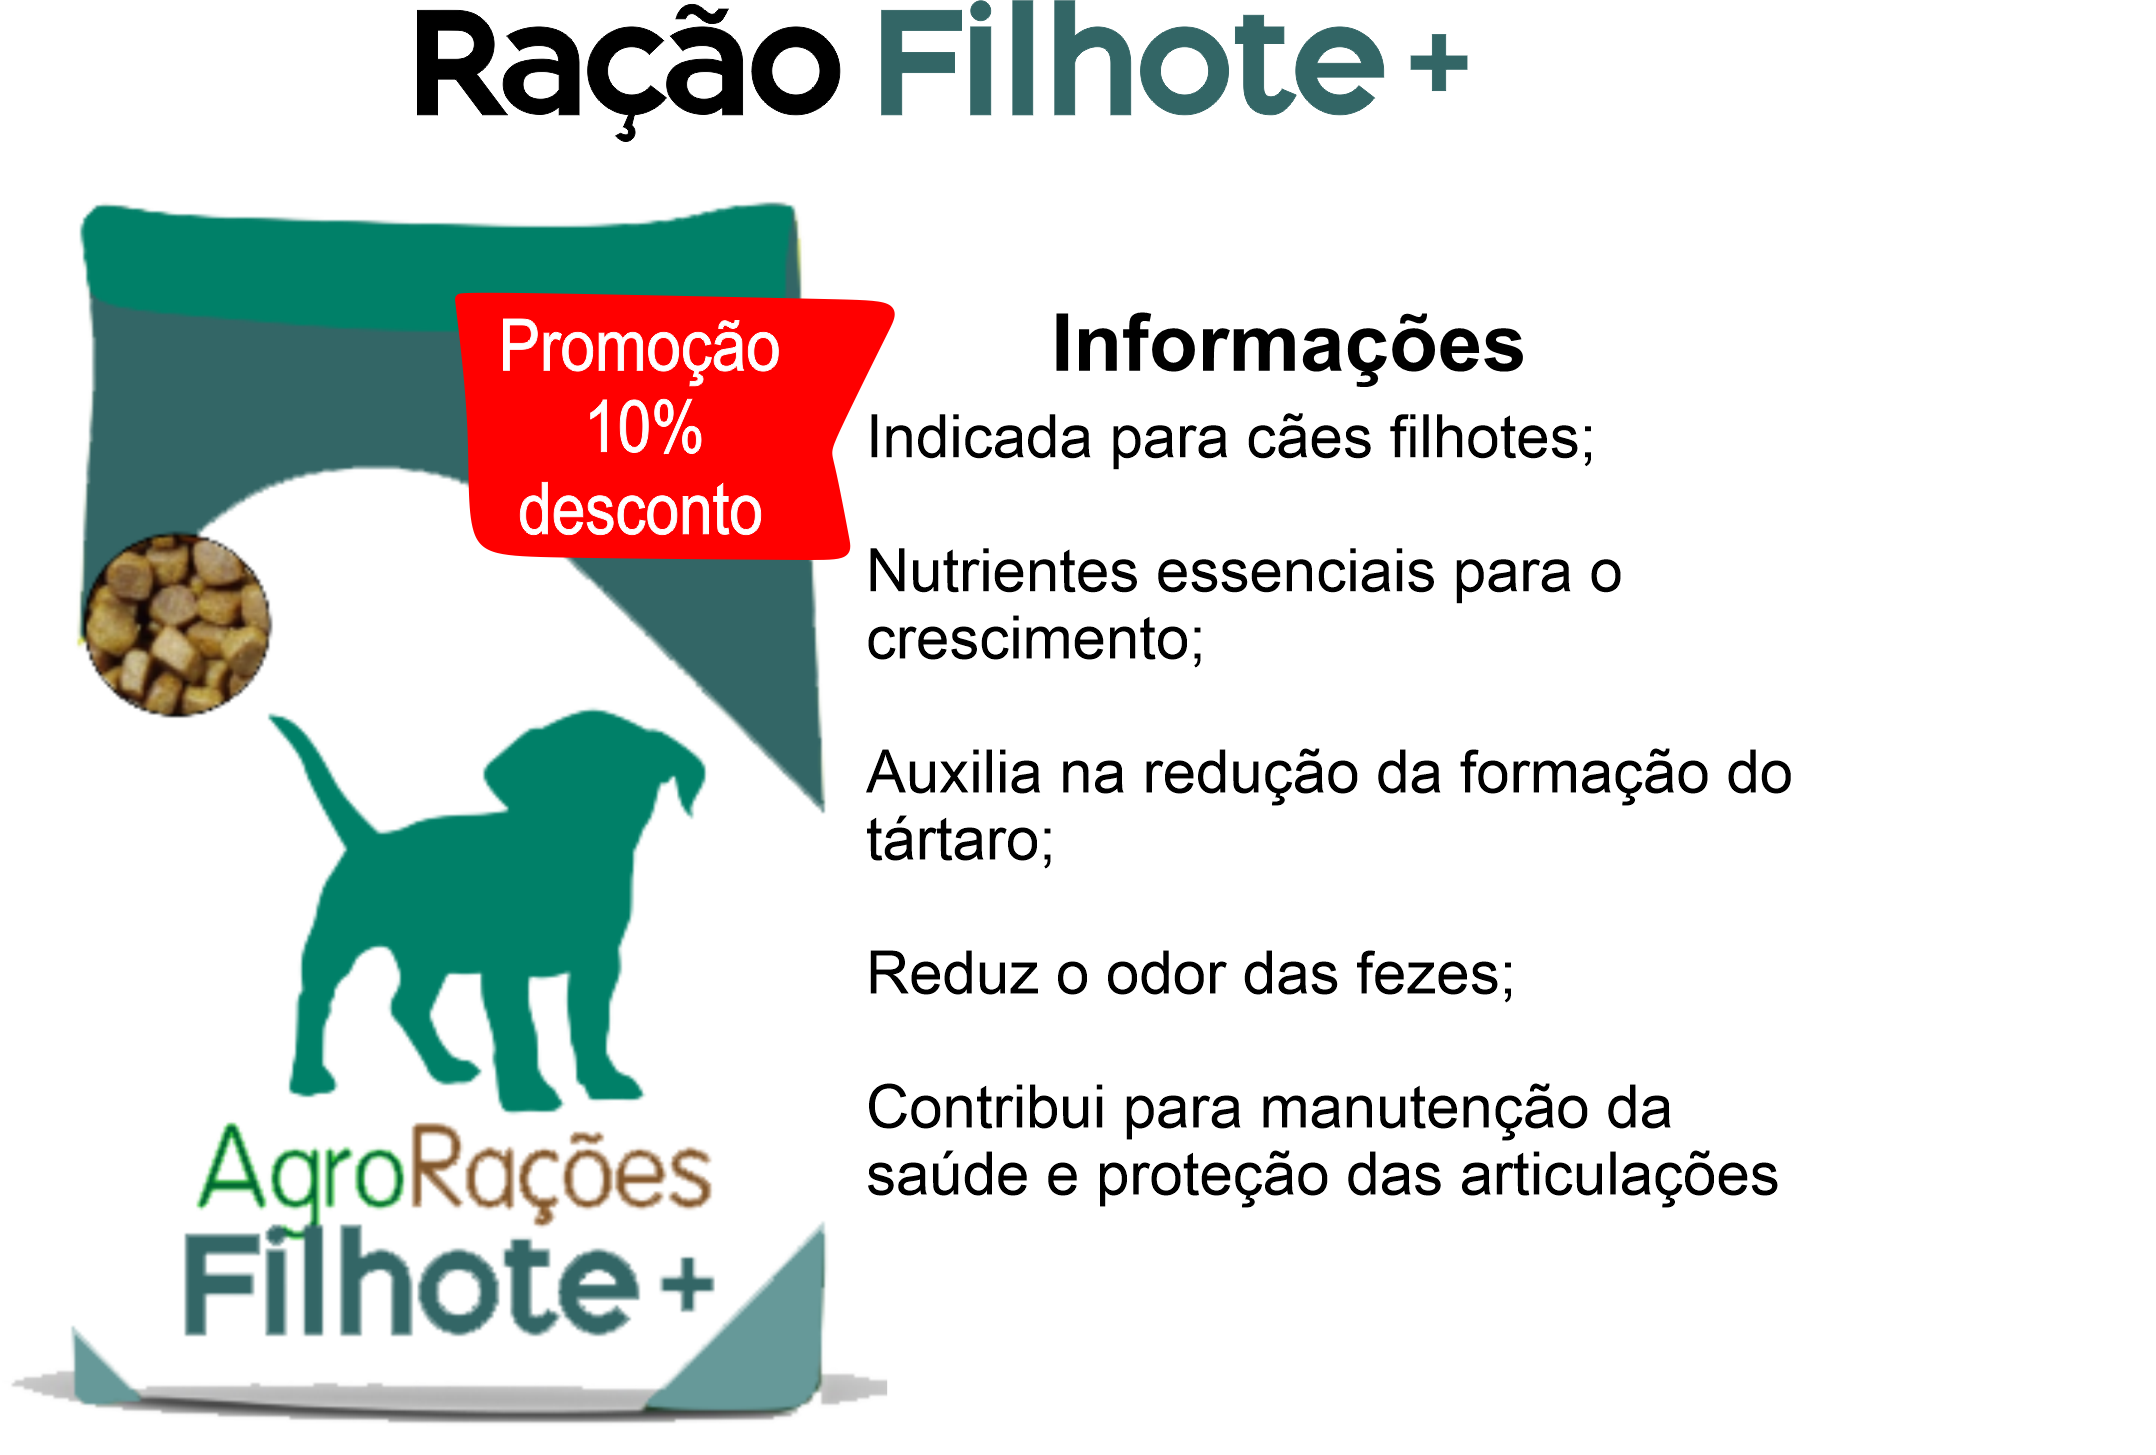 Ração Filhote +
Promoção
10%
desconto
Informações
Indicada para cães filhotes;
Nutrientes essenciais para o
crescimento;
Auxilia na redução da formação do
tártaro;
Reduz o odor das fezes;
Contribui para manutenção da
saúde e proteção das articulações
AgroRações
Filhote +